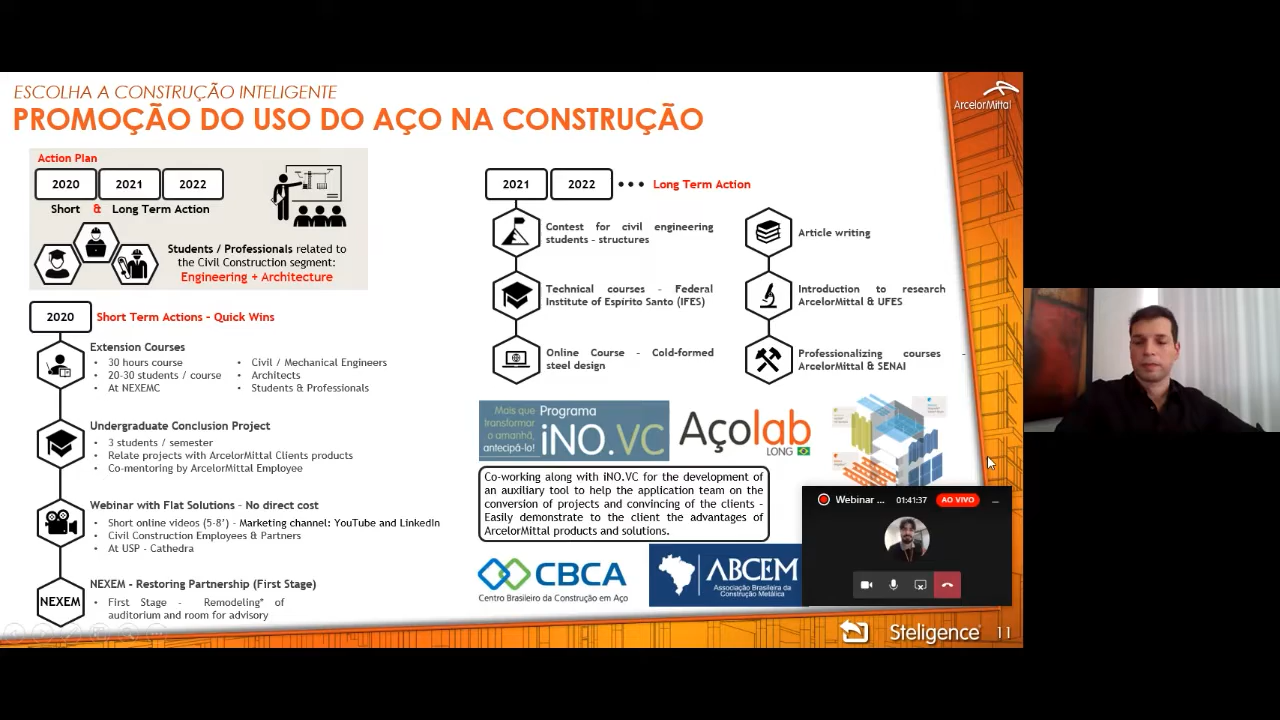 ESCOLHA A CONSTRUÇÃO INTELIGENTE
PROMOÇÃO DO USO DO AÇO NA CONSTRUÇÃO
ArcelorMittal
Action Plan
2020 2021 2022
Short & Long Term Action
Students / Professionals related to
the Civil Construction segment:
Engineering + Architecture
2020 Short Term Actions - Quick Wins
Extension Courses
• 30 hours course
• 20-30 students / course
• At NEXEMC
• Civil / Mechanical Engineers
• Architects
• Students & Professionals
Undergraduate Conclusion Project
• 3 students / semester
• Relate projects with ArcelorMittal Clients products
• Co-mentoring by ArcelorMittal Employee
Webinar with Flat Solutions – No direct cost
• Short online videos (5-8') - Marketing channel: YouTube and LinkedIn
• Civil Construction Employees & Partners
• At USP - Cathedra
NEXEM
NEXEM – Restoring Partnership (First Stage)
• First Stage - Remodeling* of
auditorium and room for advisory
2021 2022 • • • Long Term Action
Contest for civil engineering
students – structures
Technical courses - Federal
Institute of Espírito Santo (IFES)
Online Course - Cold-formed
steel design
Article writing
Introduction to research -
ArcelorMittal & UFES
Professionalizing courses -
ArcelorMittal & SENAI
Mais que
transformar
o amanhã,
antecipá-lo!
Programa
iNO.VC
Açolab
LONG
Co-working along with iNO.VC for the development of
an auxiliary tool to help the application team on the
conversion of projects and convincing of the clients -
Easily demonstrate to the client the advantages of
ArcelorMittal products and solutions.
CBCA
Centro Brasileiro da Construção em Aço
ABCEM
Associação Brasileira da
Construção Metálica
Webinar ... 01:41:37 AO VIVO
Steligence® 11